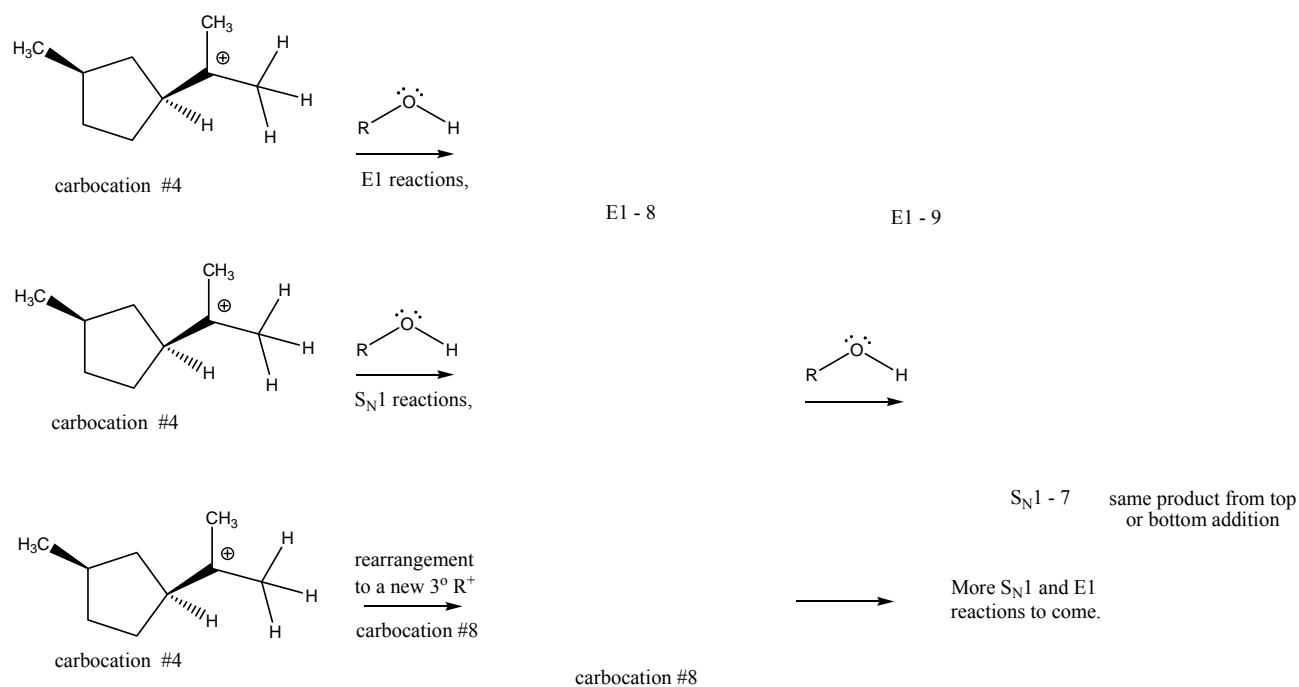 CH3
H3C
H
H
H
H
⊕
R
O
H
E1 reactions,
carbocation #4
E1 - 8
E1 - 9
CH3
H3C
H
H
H
H
⊕
R
O
H
SN1 reactions,
carbocation #4
R
O
H
SN1 - 7
same product from top
or bottom addition
CH3
H3C
H
H
H
H
⊕
rearrangement
to a new 3o R+
carbocation #8
carbocation #4
More SN1 and E1
reactions to come.
carbocation #8